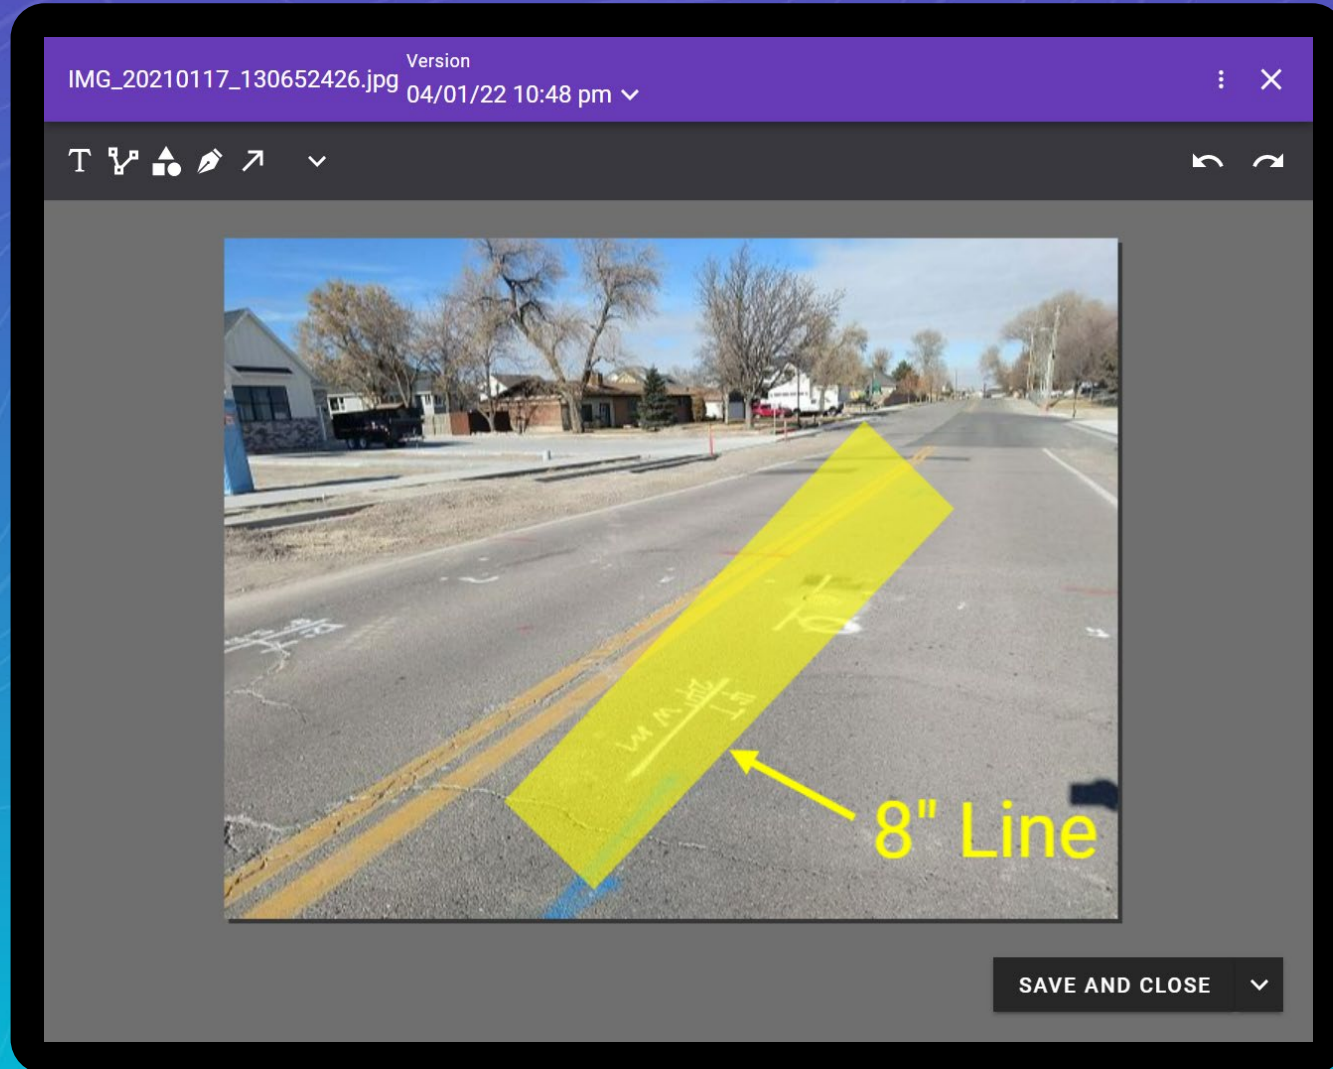 Version
IMG_20210117_130652426.jpg
04/01/22 10:48 pm
T
8" Line
SAVE AND CLOSE